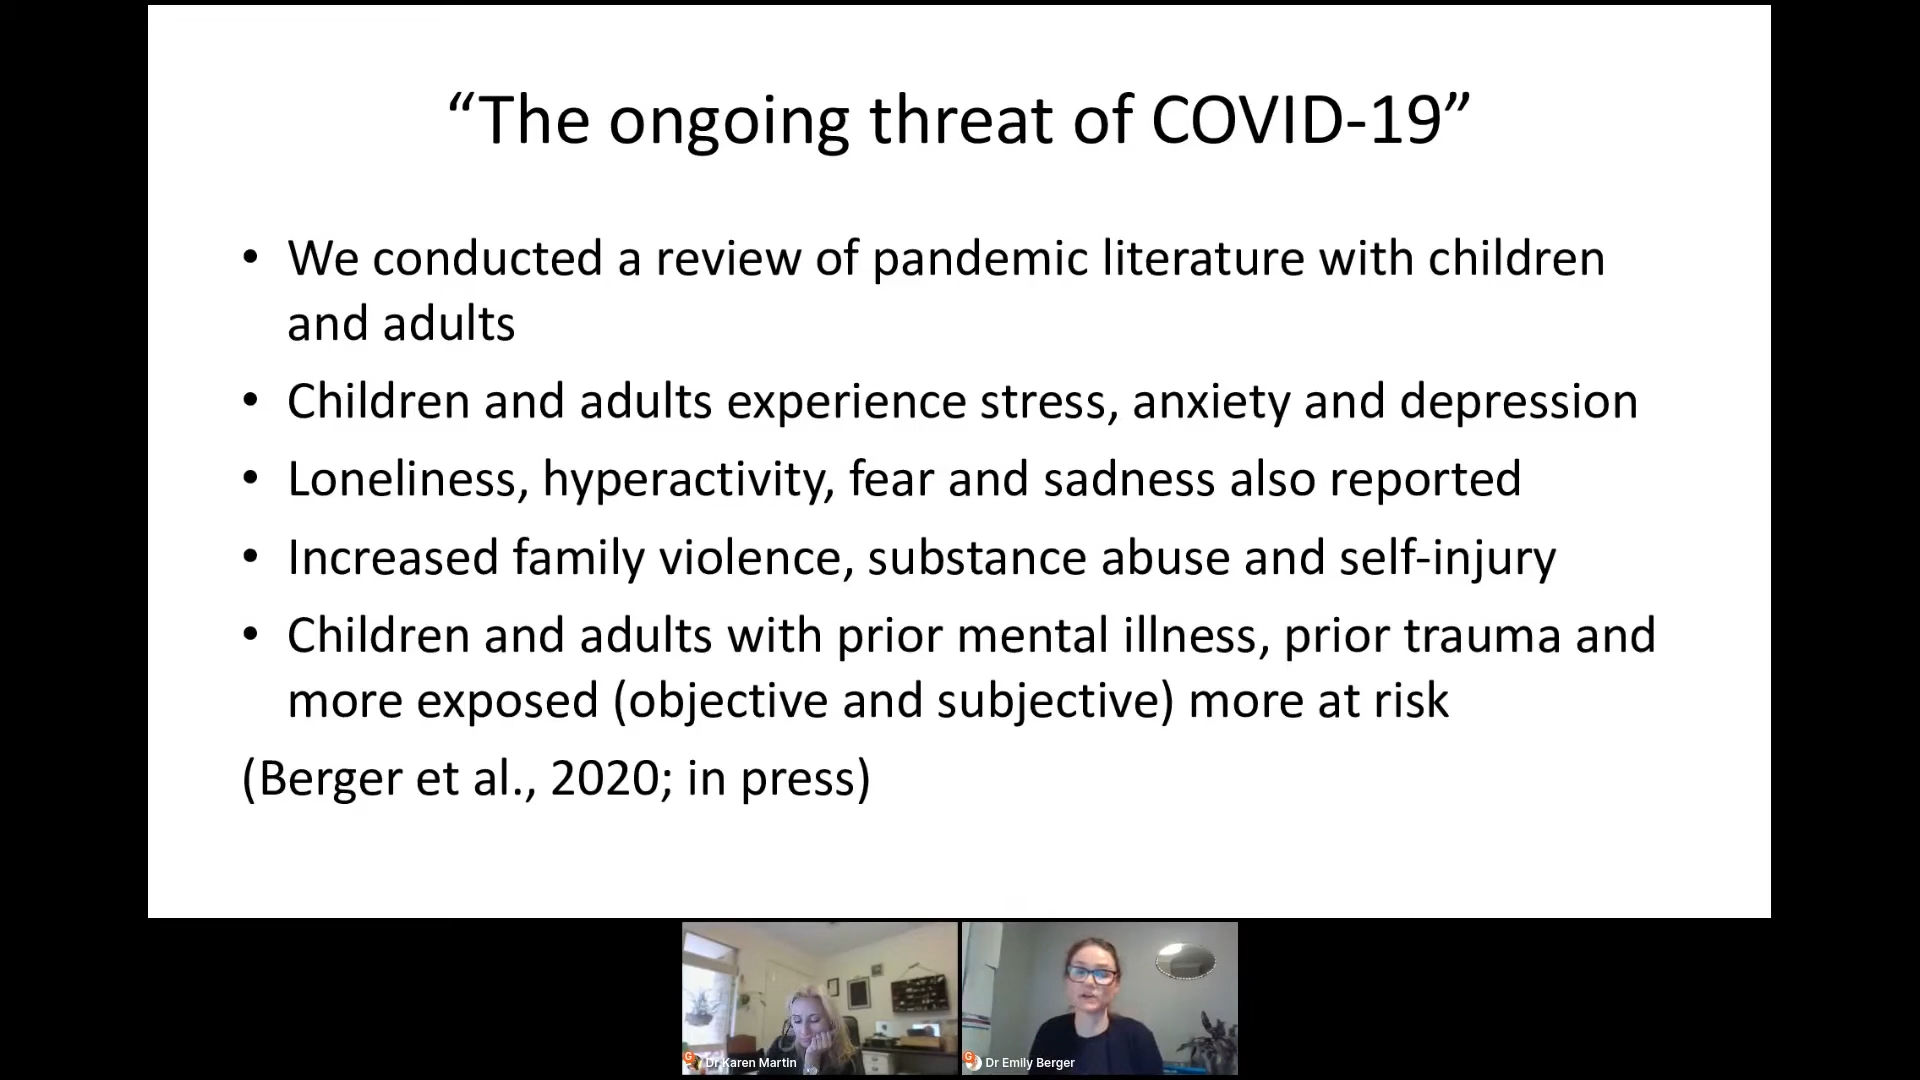 “The ongoing threat of COVID-19”
• We conducted a review of pandemic literature with children
and adults
• Children and adults experience stress, anxiety and depression
• Loneliness, hyperactivity, fear and sadness also reported
• Increased family violence, substance abuse and self-injury
• Children and adults with prior mental illness, prior trauma and
more exposed (objective and subjective) more at risk
(Berger et al., 2020; in press)
Dr Karen Martin
Dr Emily Berger